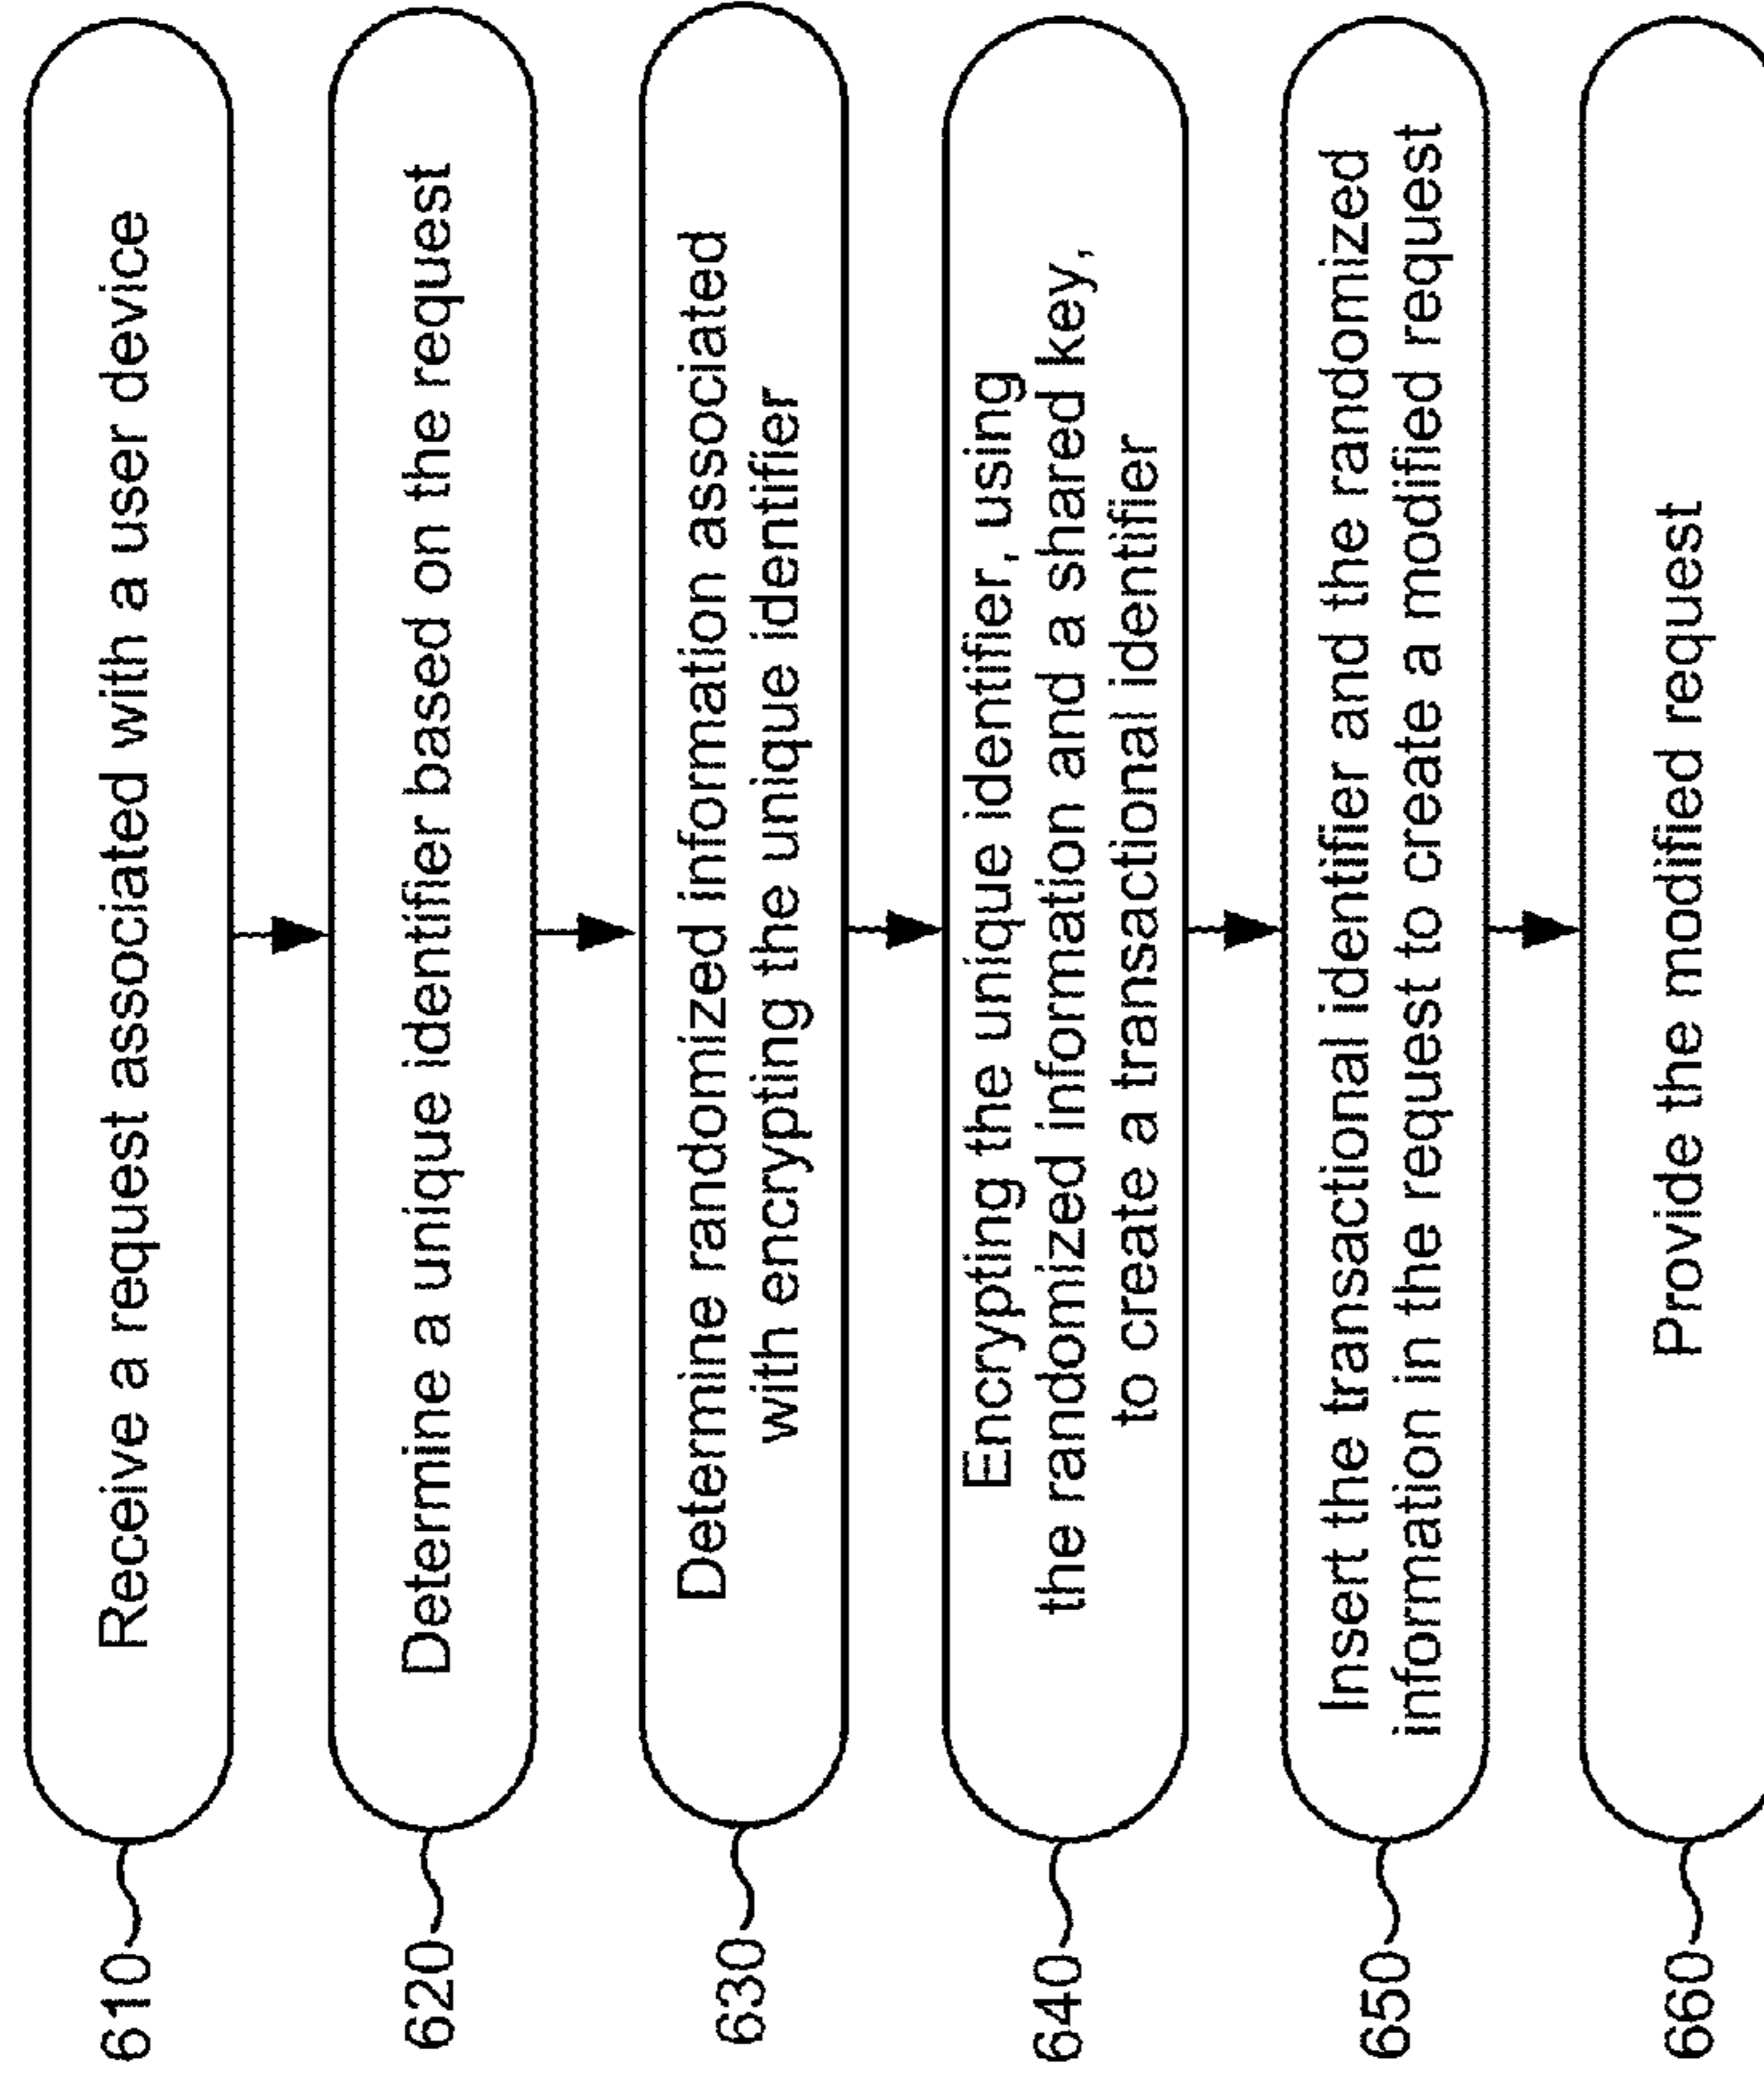 610
Receive a request associated with a user device
620
Determine a unique identifier based on the request
630
Determine randomized information associated
with encrypting the unique identifier
640
Encrypting the unique identifier, using
the randomized information and a shared key,
to create a transactional identifier
650
Insert the transactional identifier and the randomized
information in the request to create a modified request
660
Provide the modified request